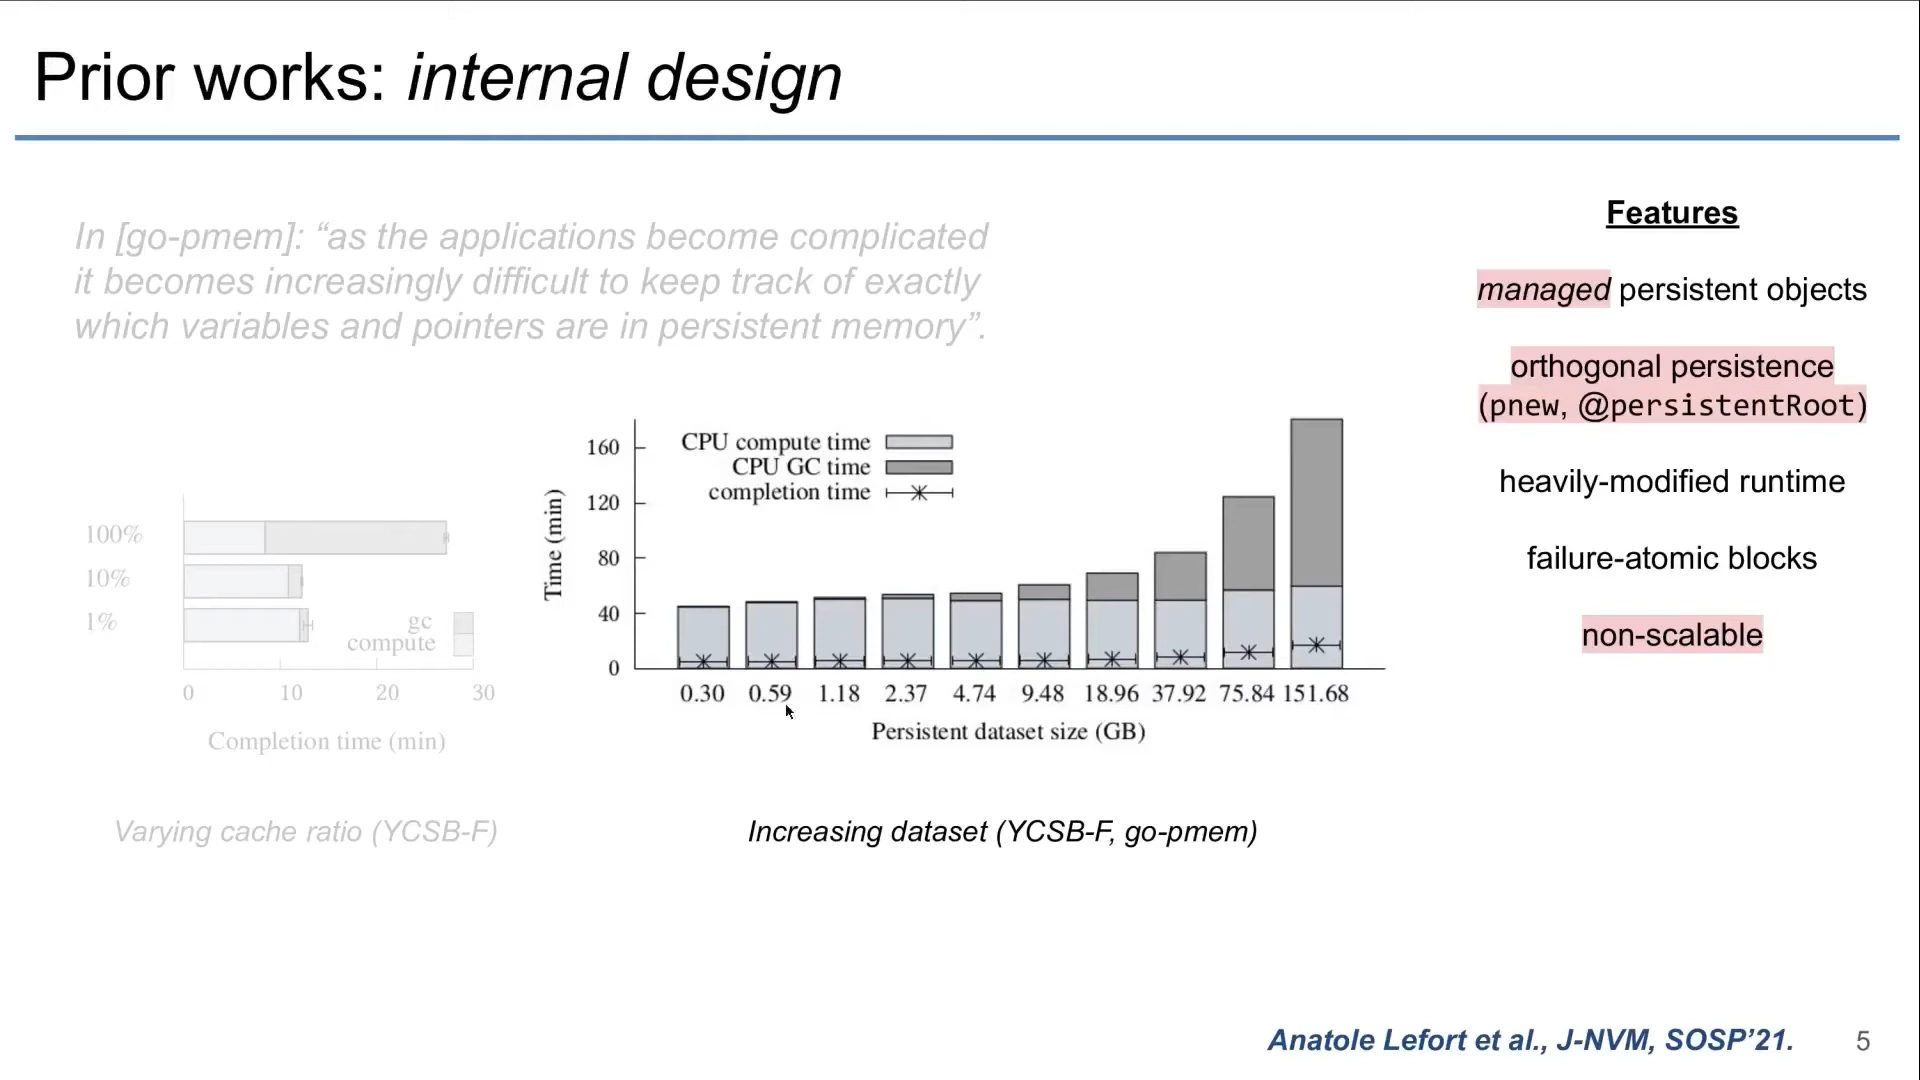 Prior works: internal design
In [go-pmem]: “as the applications become complicated
it becomes increasingly difficult to keep track of exactly
which variables and pointers are in persistent memory”.
100%
10%
1%
gc
compute
0 10 20 30
Completion time (min)
Varying cache ratio (YCSB-F)
CPU compute time
CPU GC time
completion time
Time (min)
160
120
80
40
0
0.30 0.59 1.18 2.37 4.74 9.48 18.96 37.92 75.84 151.68
Persistent dataset size (GB)
Increasing dataset (YCSB-F, go-pmem)
Features
managed persistent objects
orthogonal persistence
(pnew, @persistentRoot)
heavily-modified runtime
failure-atomic blocks
non-scalable
Anatole Lefort et al., J-NVM, SOSP’21.
5